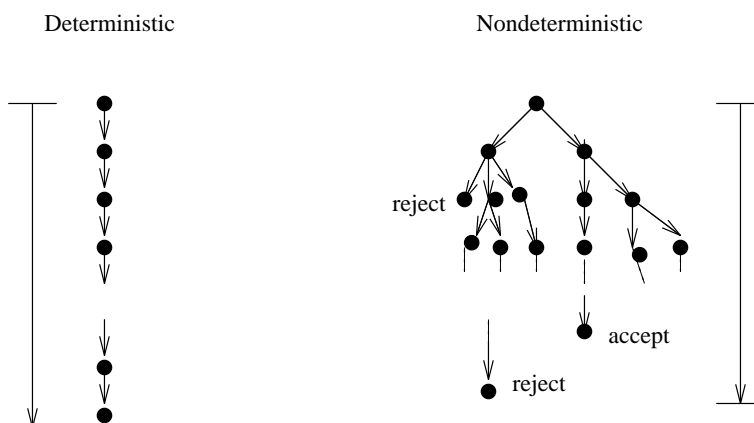 Deterministic
Nondeterministic
reject
accept
reject